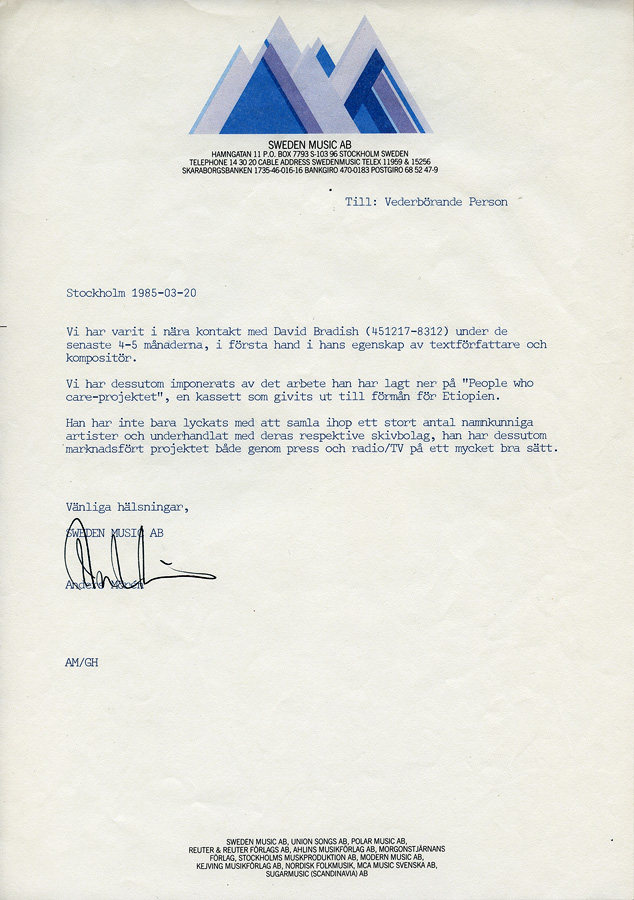 SWEDEN MUSIC AB
HAMNGATAN 11 P.O. BOX 7793 S-103 96 STOCKHOLM SWEDEN
TELEPHONE 14 30 20 CABLE ADDRESS SWEDENMUSIC TELEX 11959 & 15256
SKARABORGSBANKEN 1735-46-016-16 BANKGIRO 470-0183 POSTGIRO 68 52 47-9
Till: Vederbörande Person
Stockholm 1985-03-20
Vi har varit i nära kontakt med David Bradish (451217-8312) under de
senaste 4-5 månaderna, i första hand i hans egenskap av textförfattare och
kompositör.
Vi har dessutom imponerats av det arbete han har lagt ner på "People who
care-projektet", en kassett som givits ut till förmån för Etiopien.
Han har inte bara lyckats med att samla ihop ett stort antal namnkunniga
artister och underhandlat med deras respektive skivbolag, han har dessutom
marknadsfört projektet både genom press och radio/TV på ett mycket bra sätt.
Vänliga hälsningar,
SWEDEN MUSIC AB
Anders
AM/GH
SWEDEN MUSIC AB, UNION SONGS AB, POLAR MUSIC AB,
REUTER & REUTER FÖRLAGS AB, AHLINS MUSIKFÖRLAG AB, MORGONSTJÄRNANS
FÖRLAG, STOCKHOLMS MUSKPRODUKTION AB, MODERN MUSIC AB,
KEJVING MUSIKFÖRLAG AB, NORDISK FOLKMUSIK, MCA MUSIC SVENSKA AB,
SUGARMUSIC (SCANDINAVIA) AB